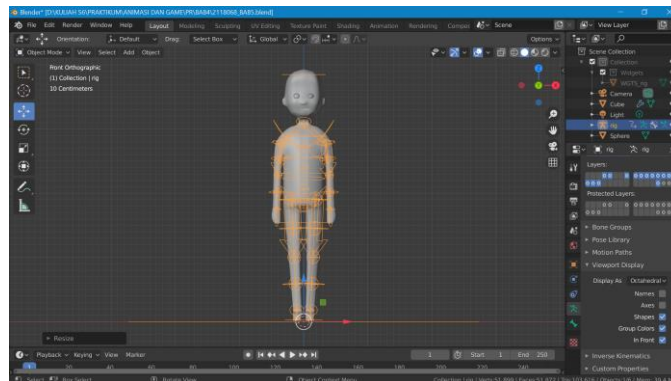 Blender* [D:\KULIAH S6\PRAKTIKUM\ANIMASI DAN GAME\PR\BAB4\2118068_BAB5.blend]
File Edit Render Window Help Layout Modeling Sculpting UV Editing Texture Paint Shading Animation Rendering Compos Scene View Layer
Orientation: Default Drag: Select Box Global Options
Object Mode View Select Add Object
Front Orthographic
(1) Collection | rig
10 Centimeters
Scene Collection
Collection
Widgets
WGTS_rig
Camera
Cube
Light
rig
Sphere
rig rig
Layers:
Protected Layers:
Bone Groups
Pose Library
Motion Paths
Viewport Display
Display As Octahedral
Names
Axes
Shapes
Group Colors
In Front
Inverse Kinematics
Custom Properties
Resize
Playback Keying View Marker 1 Start 1 End 250
Select Box Select Rotate View Object Context Menu